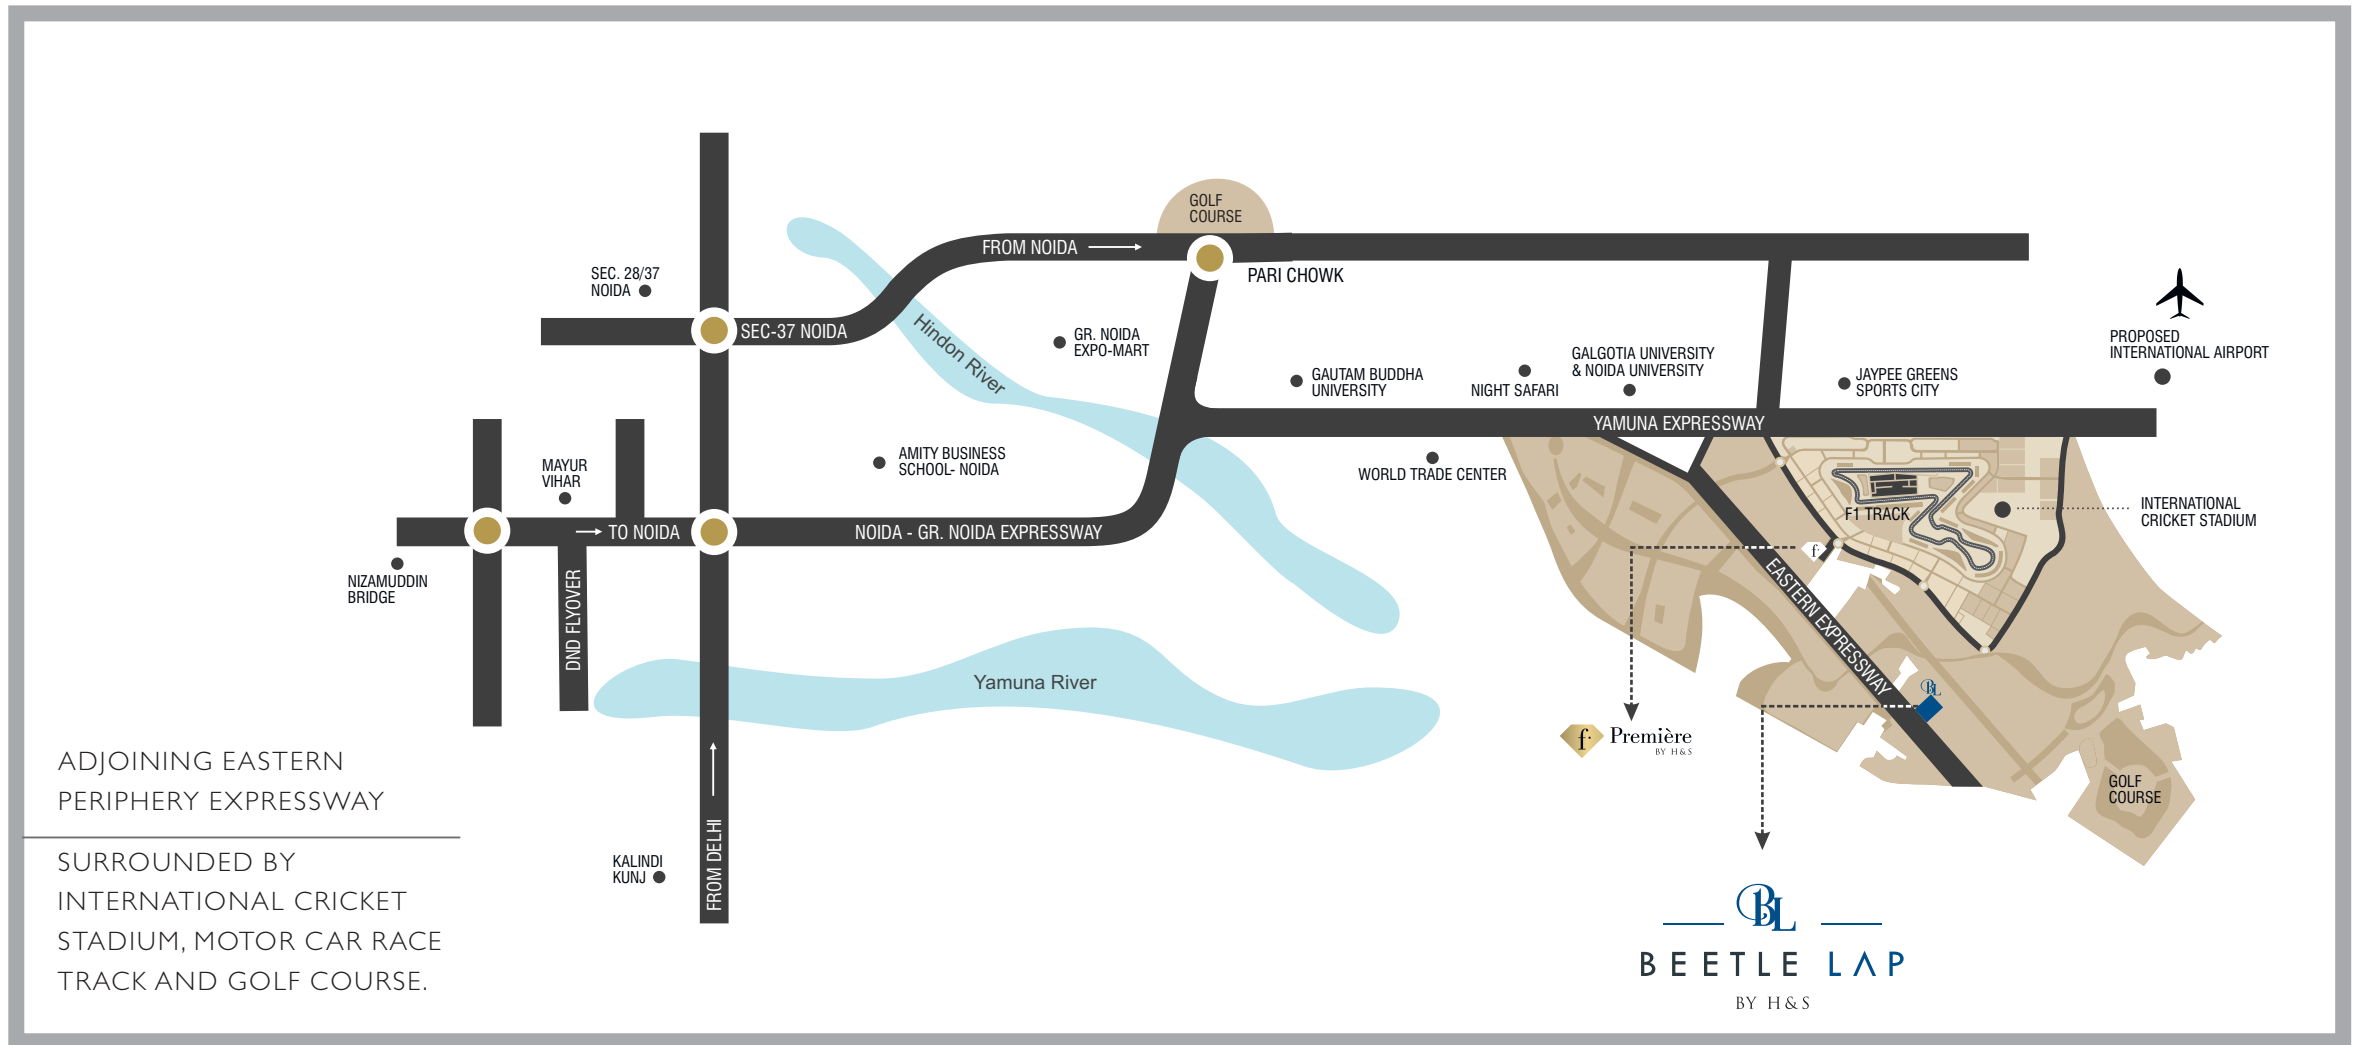 GOLF
COURSE
FROM NOIDA
PARI CHOWK
SEC. 28/37
NOIDA
SEC-37 NOIDA
Hindon River
GR. NOIDA
EXPO-MART
GAUTAM BUDDHA
UNIVERSITY
NIGHT SAFARI
GALGOTIA UNIVERSITY
& NOIDA UNIVERSITY
JAYPEE GREENS
SPORTS CITY
PROPOSED
INTERNATIONAL AIRPORT
YAMUNA EXPRESSWAY
AMITY BUSINESS
SCHOOL- NOIDA
WORLD TRADE CENTER
MAYUR
VIHAR
TO NOIDA
NOIDA - GR. NOIDA EXPRESSWAY
F1 TRACK
INTERNATIONAL
CRICKET STADIUM
NIZAMUDDIN
BRIDGE
DND FLYOVER
f
EASTERN EXPRESSWAY
Yamuna River
BL
f
Première
BY H&S
GOLF
COURSE
KALINDI
KUNJ
FROM DELHI
ADJOINING EASTERN
PERIPHERY EXPRESSWAY
SURROUNDED BY
INTERNATIONAL CRICKET
STADIUM, MOTOR CAR RACE
TRACK AND GOLF COURSE.
BL
BEETLE LAP
BY H&S